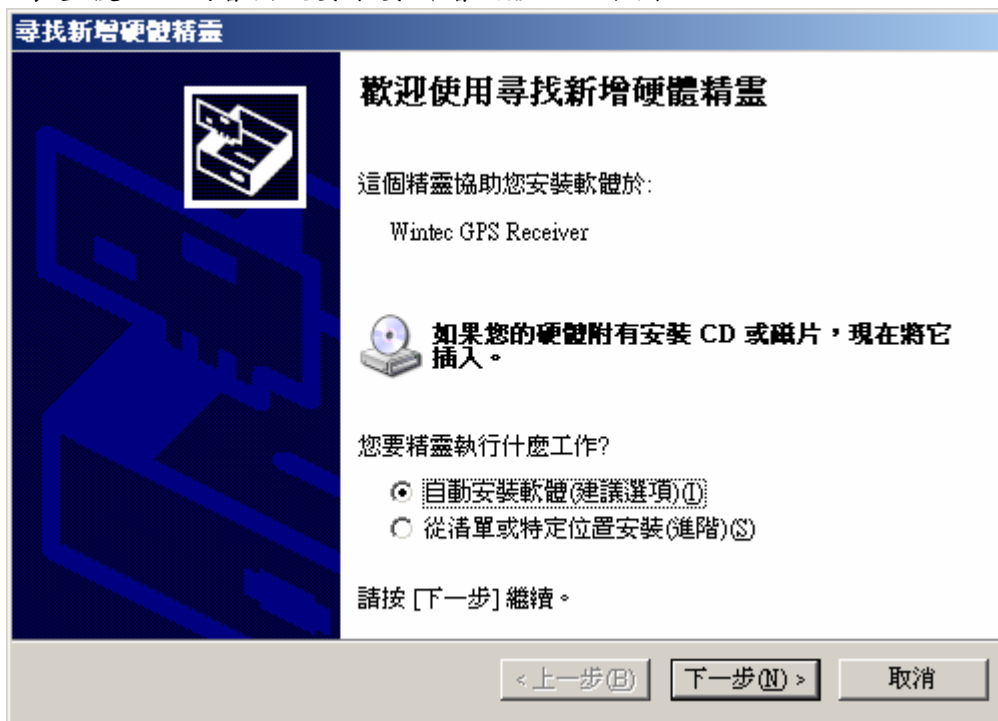 尋找新增硬體精靈
歡迎使用尋找新增硬體精靈
這個精靈協助您安裝軟體於:
Wintec GPS Receiver
如果您的硬體附有安裝 CD 或磁片，現在將它
插入。
您要精靈執行什麼工作?
自動安裝軟體(建議選項)(I)
從清單或特定位置安裝(進階)(S)
請按 [下一步] 繼續。
<上一步(B)
下一步(N) >
取消